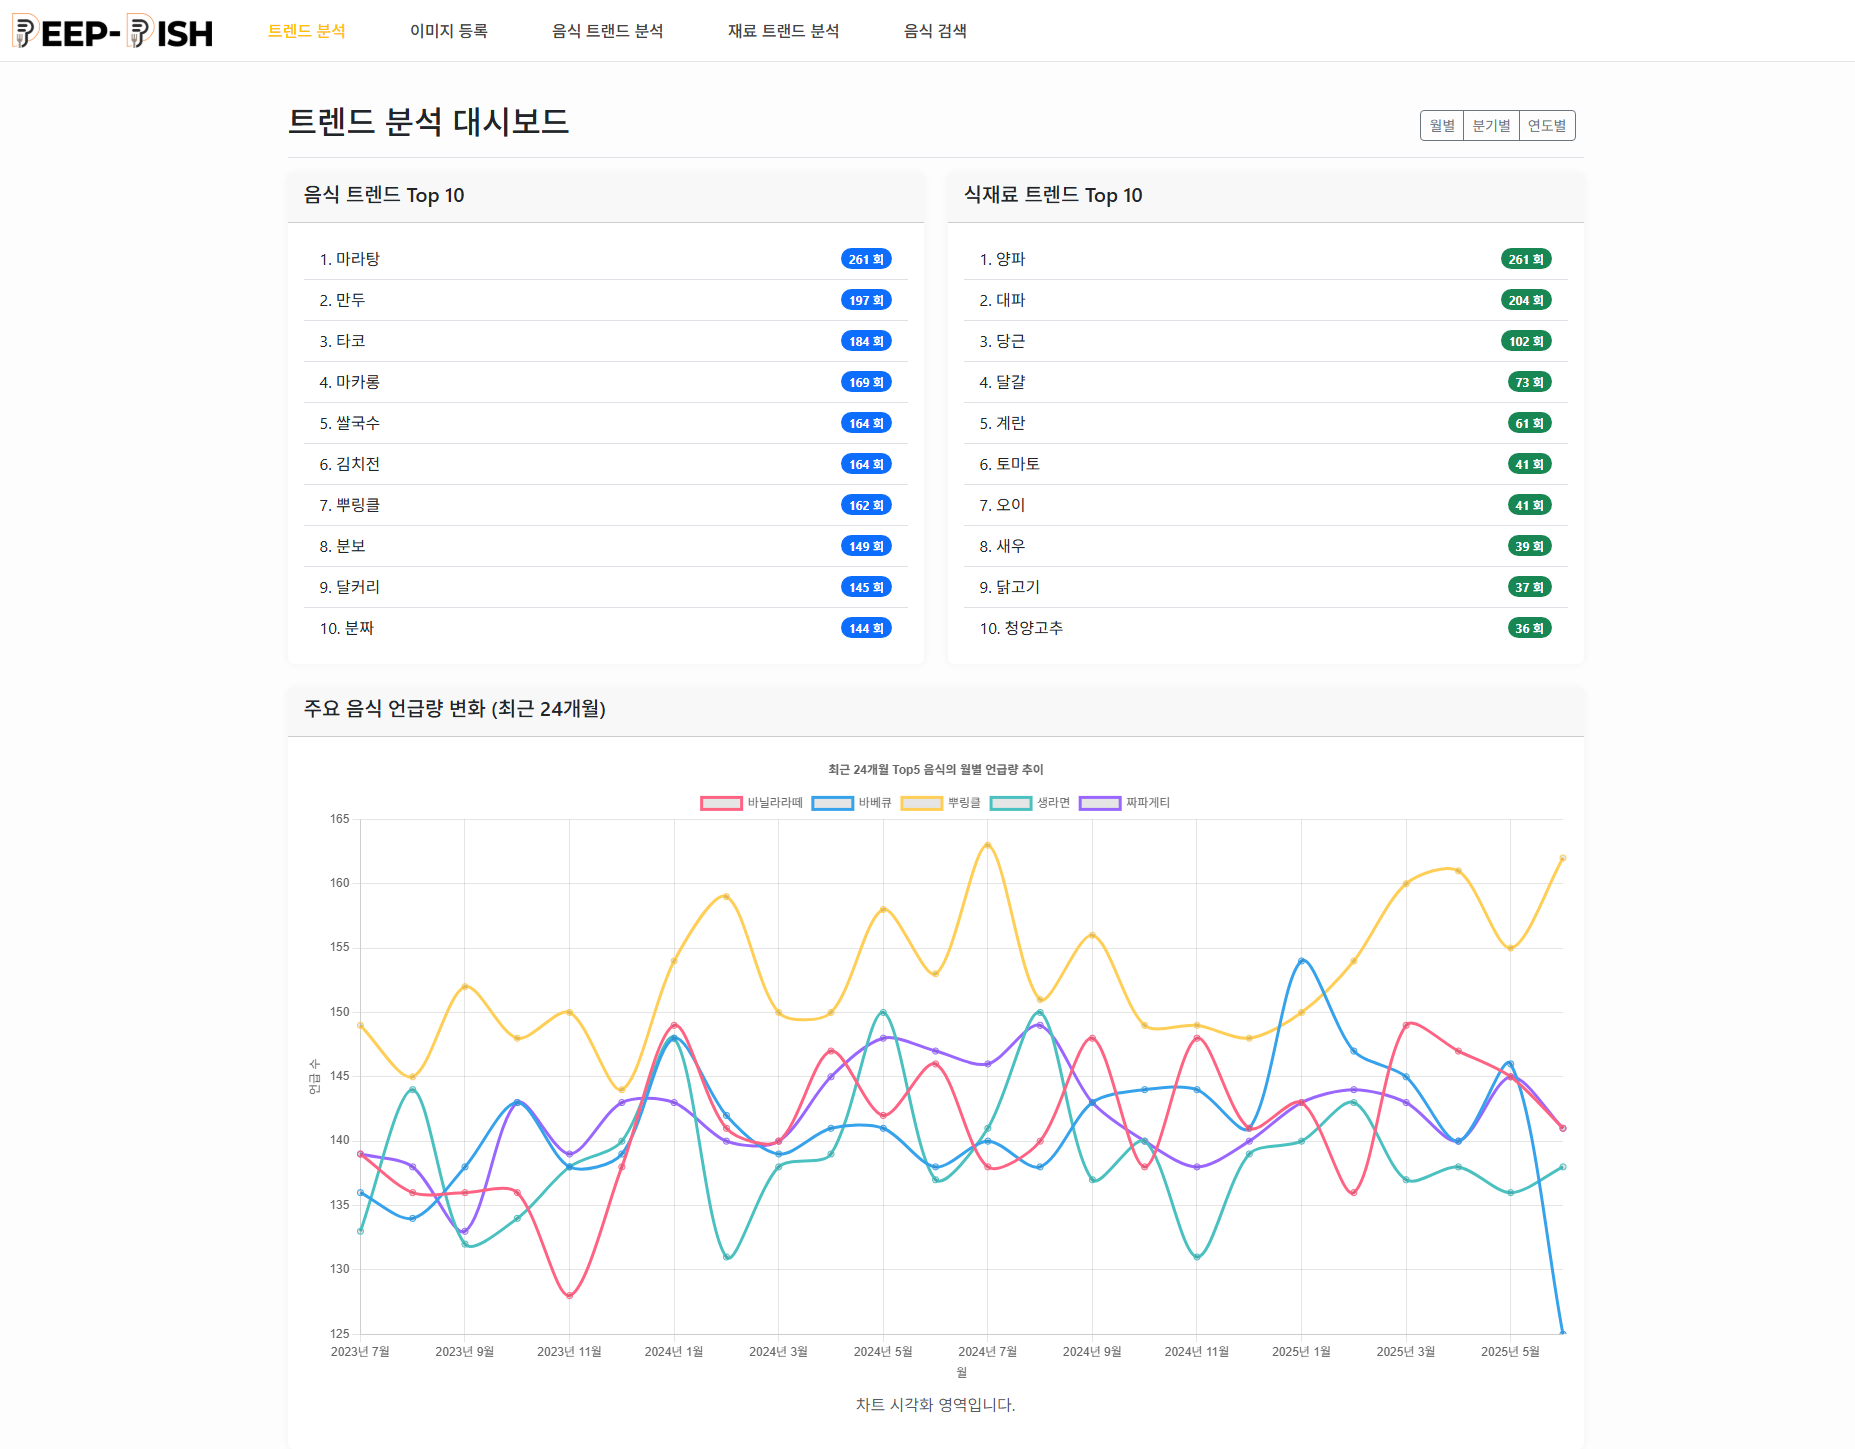 DEEP-DISH 트렌드 분석 이미지 등록 음식 트랜드 분석 재료 트랜드 분석 음식 검색
트렌드 분석 대시보드
월별 분기별 연도별
음식 트렌드 Top 10
1. 마라탕 261 회
2. 만두 197 회
3. 타코 184 회
4. 마카롱 169 회
5. 쌀국수 164 회
6. 김치전 164 회
7. 뿌링클 162 회
8. 분보 149 회
9. 달커리 145 회
10. 분짜 144 회
식재료 트렌드 Top 10
1. 양파 261 회
2. 대파 204 회
3. 당근 102 회
4. 달걀 73 회
5. 계란 61 회
6. 토마토 41 회
7. 오이 41 회
8. 새우 39 회
9. 닭고기 37 회
10. 청양고추 36 회
주요 음식 언급량 변화 (최근 24개월)
최근 24개월 Top5 음식의 월별 언급량 추이
바닐라라떼 바베큐 뿌링클 생라면 짜파게티
165
160
155
150
145
140
135
130
125
언급 수
2023년 7월 2023년 9월 2023년 11월 2024년 1월 2024년 3월 2024년 5월 2024년 7월 2024년 9월 2024년 11월 2025년 1월 2025년 3월 2025년 5월
월
차트 시각화 영역입니다.